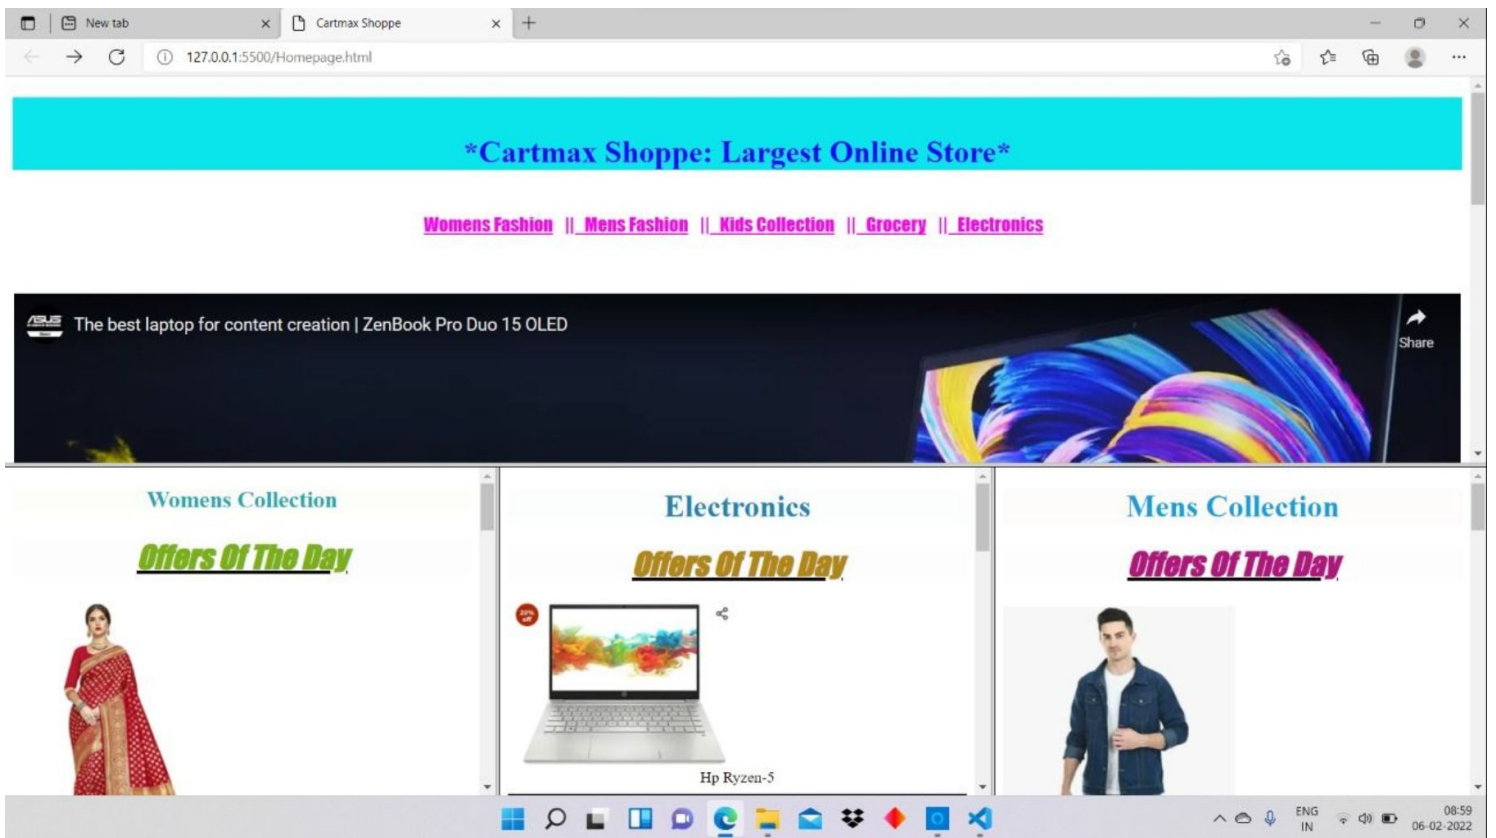 New tab
Cartmax Shoppe
127.0.0.1:5500/Homepage.html
*Cartmax Shoppe: Largest Online Store*
Womens Fashion || Mens Fashion || Kids Collection || Grocery || Electronics
ASUS
The best laptop for content creation | ZenBook Pro Duo 15 OLED
Share
Womens Collection
Offers Of The Day
Electronics
Offers Of The Day
20% off
Hp Ryzen-5
Mens Collection
Offers Of The Day
ENG
IN
08:59
06-02-2022